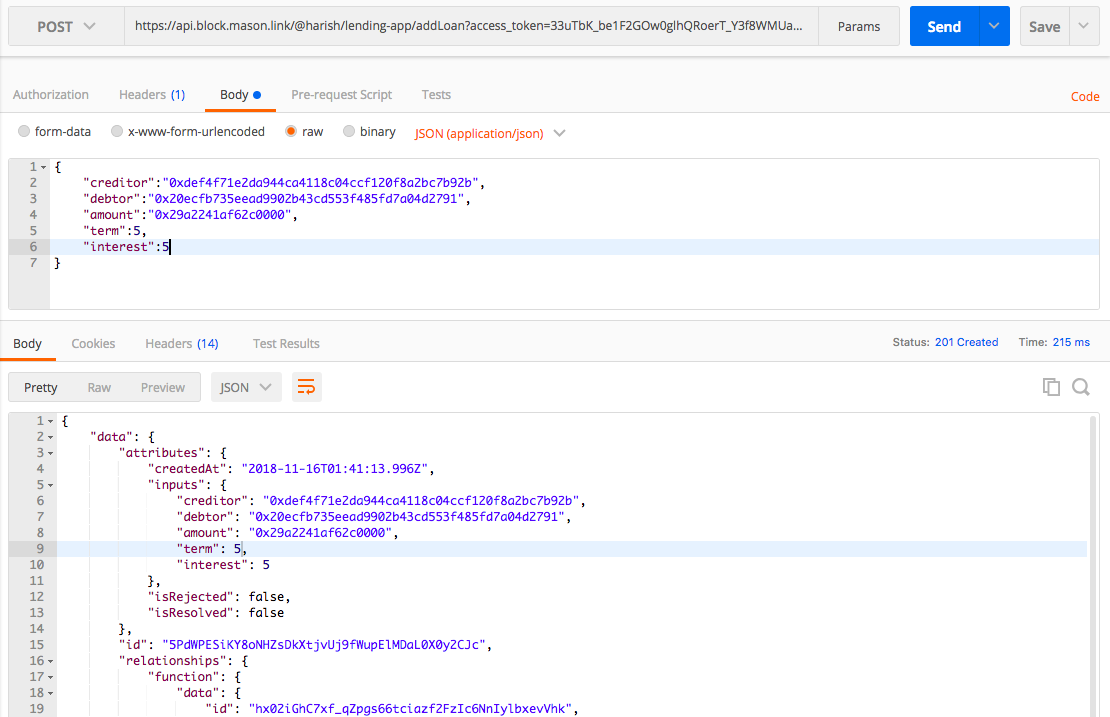 POST https://api.block.mason.link/@harish/lending-app/addLoan?access_token=33uTbK_be1F2GOw0glhQRoerT_Y3f8WMUa... Params Send Save
Authorization Headers (1) Body Pre-request Script Tests Code
form-data x-www-form-urlencoded raw binary JSON (application/json)
1 {
2 "creditor":"0xdef4f71e2da944ca4118c04ccf120f8a2bc7b92b",
3 "debtor":"0x20ecfb735eead9902b43cd553f485fd7a04d2791",
4 "amount":"0x29a2241af62c0000",
5 "term":5,
6 "interest":5
7 }
Body Cookies Headers (14) Test Results Status: 201 Created Time: 215 ms
Pretty Raw Preview JSON
1 {
2 "data": {
3 "attributes": {
4 "createdAt": "2018-11-16T01:41:13.996Z",
5 "inputs": {
6 "creditor": "0xdef4f71e2da944ca4118c04ccf120f8a2bc7b92b",
7 "debtor": "0x20ecfb735eead9902b43cd553f485fd7a04d2791",
8 "amount": "0x29a2241af62c0000",
9 "term": 5,
10 "interest": 5
11 },
12 "isRejected": false,
13 "isResolved": false
14 },
15 "id": "5PdWPESiKY8oNHZsDkXtjvUj9fWupElMDaL0X0y2CJc",
16 "relationships": {
17 "function": {
18 "data": {
19 "id": "hx02iGhC7xf_qZpgs66tciazf2FzIc6NnIylbxevVhk",